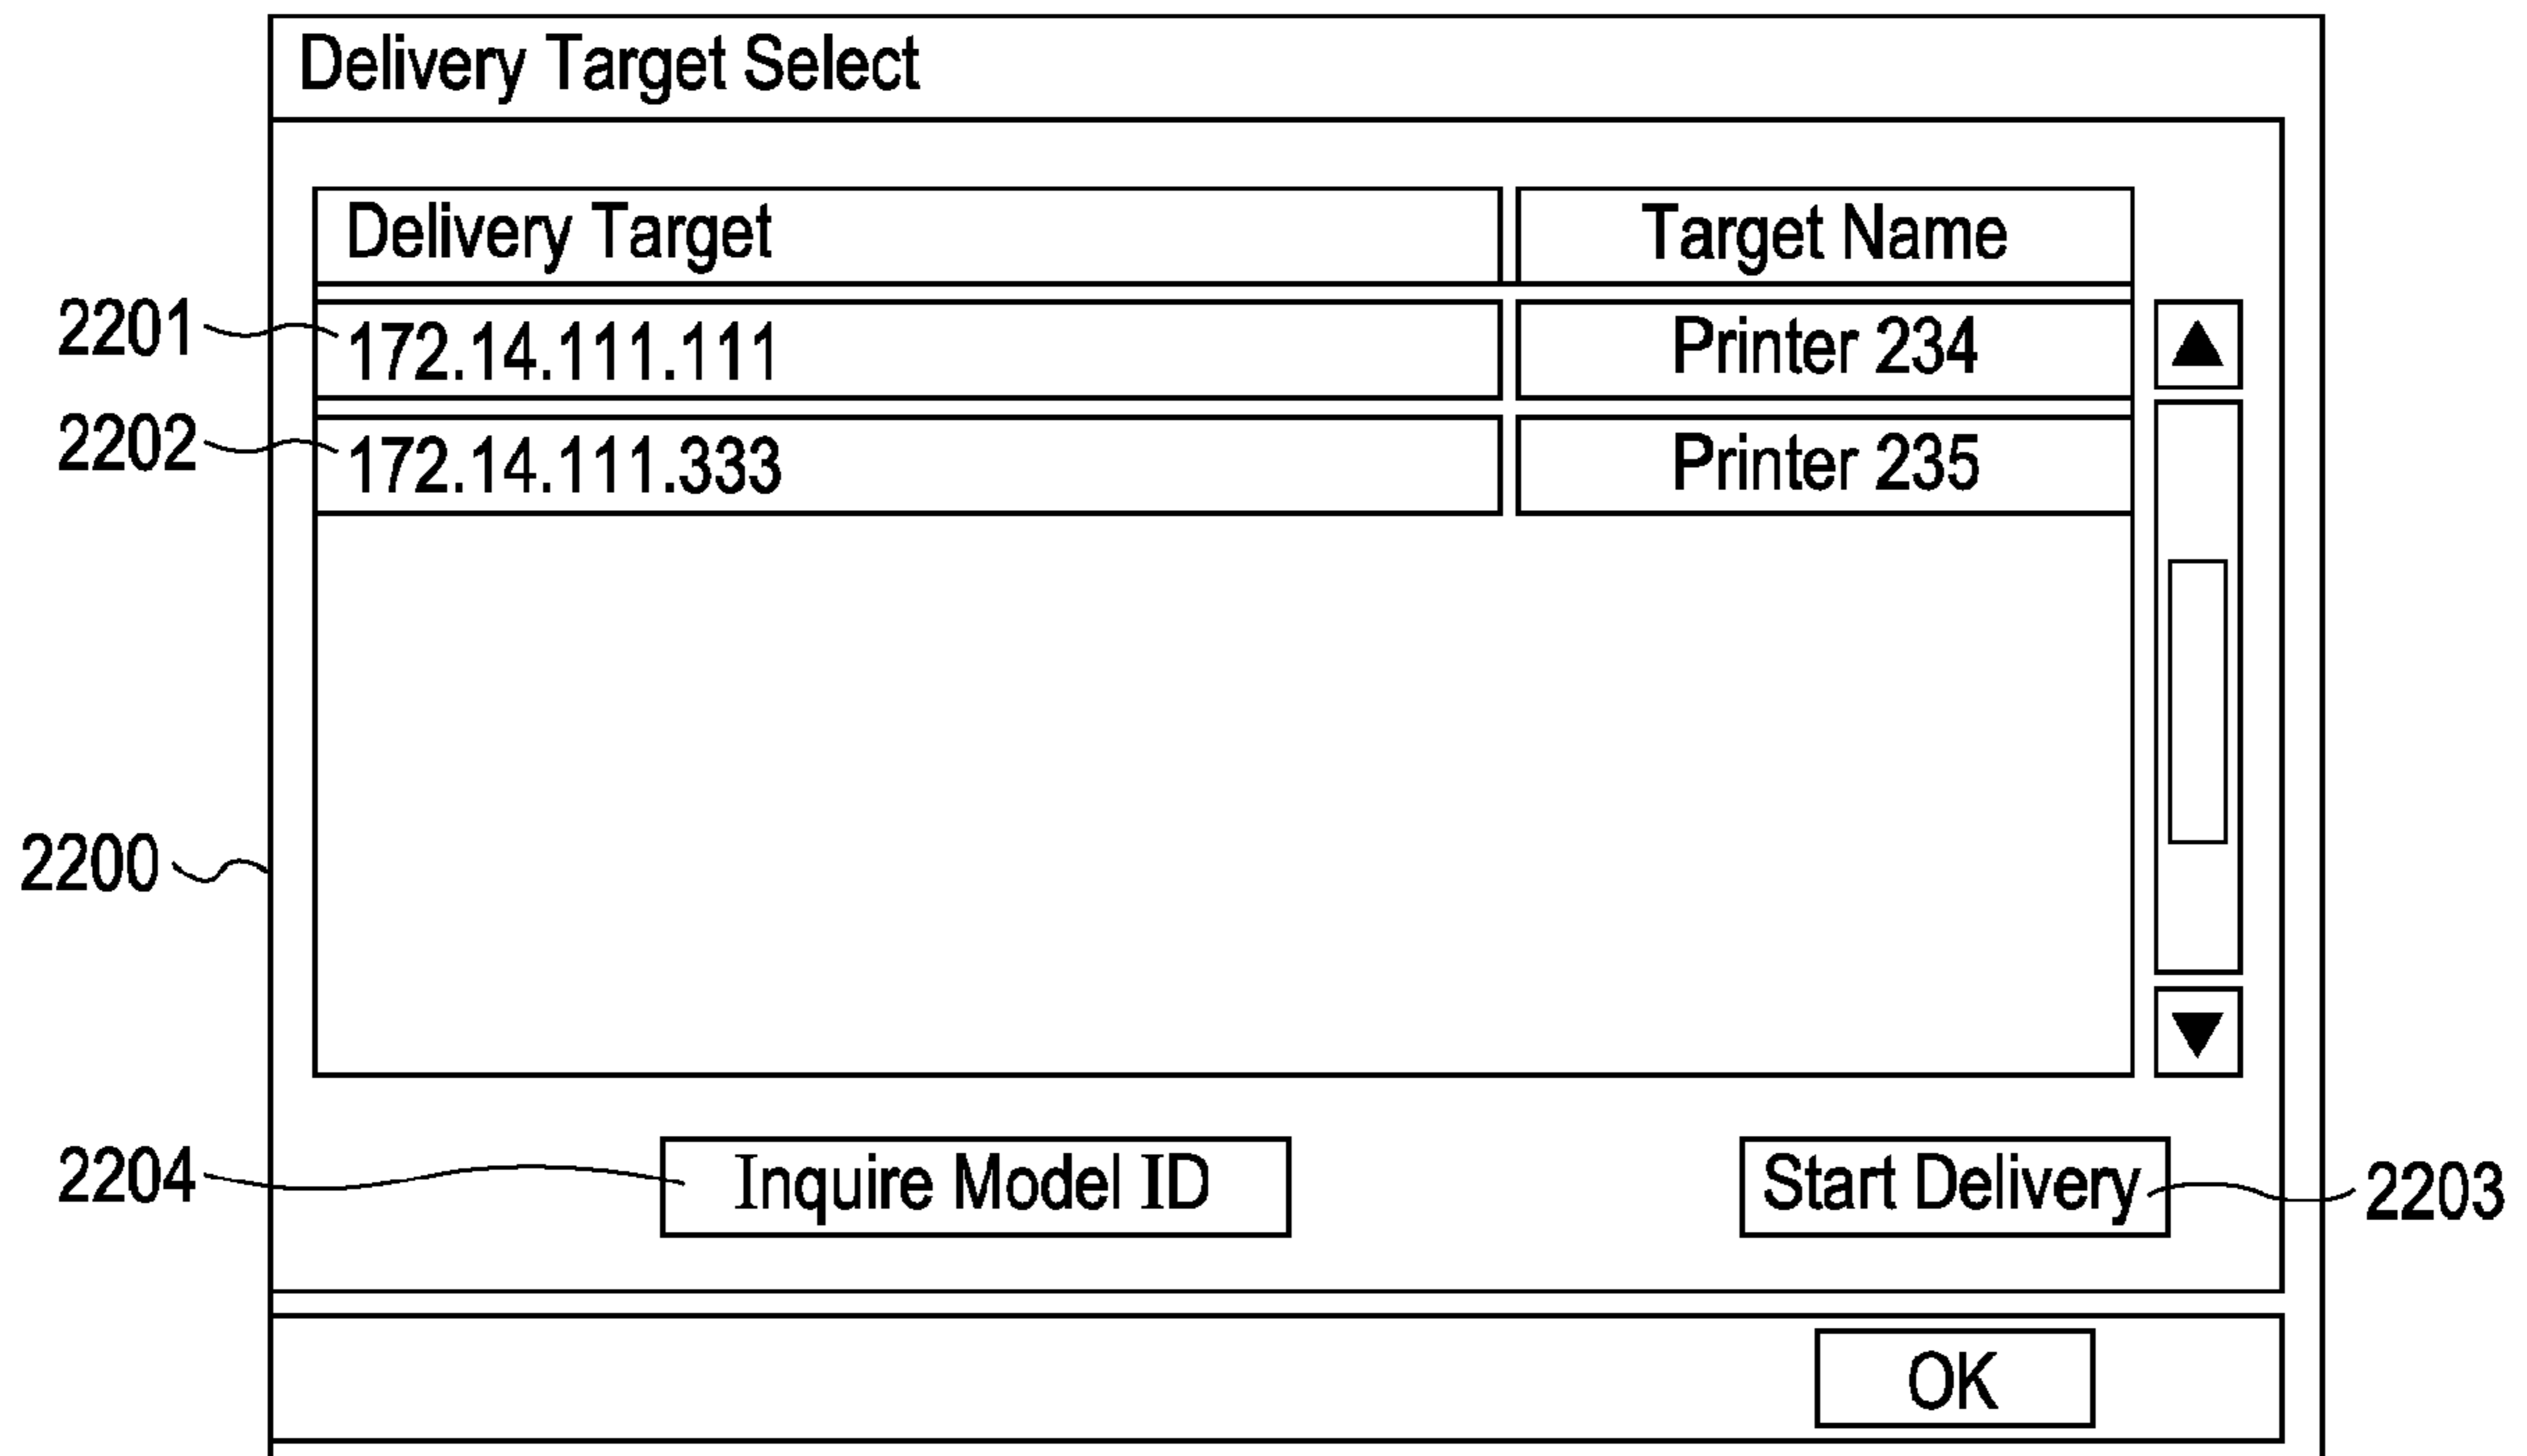 Delivery Target Select
Delivery Target Target Name
2201 172.14.111.111 Printer 234
2202 172.14.111.333 Printer 235
2200
2204 Inquire Model ID Start Delivery 2203
OK